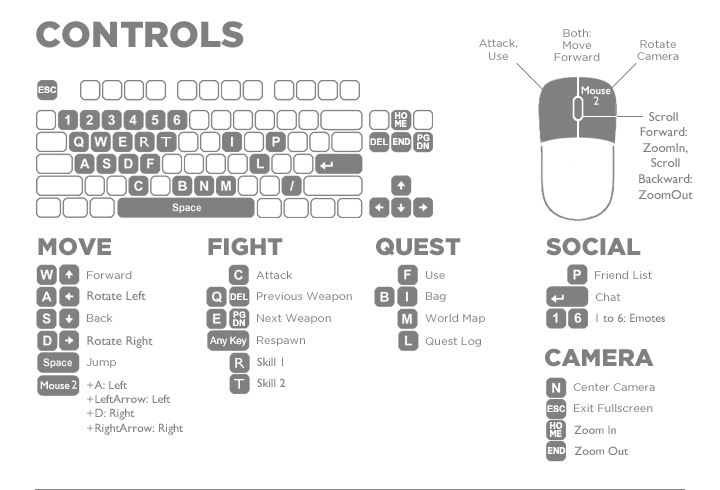 CONTROLS
Attack,
Use
Both:
Move
Forward
Rotate
Camera
Mouse
2
Scroll
Forward:
ZoomIn,
Scroll
Backward:
ZoomOut
ESC
1 2 3 4 5 6
HO
ME
Q W E R T I P
DEL END PG
DN
A S D F L
C B N M /
Space
MOVE
W Forward
A Rotate Left
S Back
D Rotate Right
Space Jump
Mouse 2 +A: Left
+LeftArrow: Left
+D: Right
+RightArrow: Right
FIGHT
C Attack
Q DEL Previous Weapon
E PG
DN Next Weapon
Any Key Respawn
R Skill 1
T Skill 2
QUEST
F Use
B I Bag
M World Map
L Quest Log
SOCIAL
P Friend List
Chat
1 6 1 to 6: Emotes
CAMERA
N Center Camera
ESC Exit Fullscreen
HO
ME Zoom In
END Zoom Out